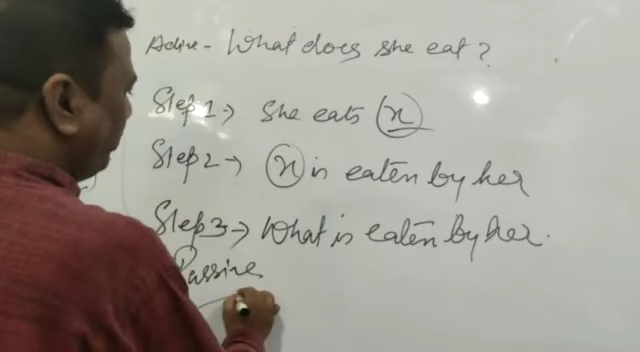 Active - What does she eat?
Step 1 → She eats (x)
Step 2 → (x) is eaten by her
Step 3 → What is eaten by her.
Passive